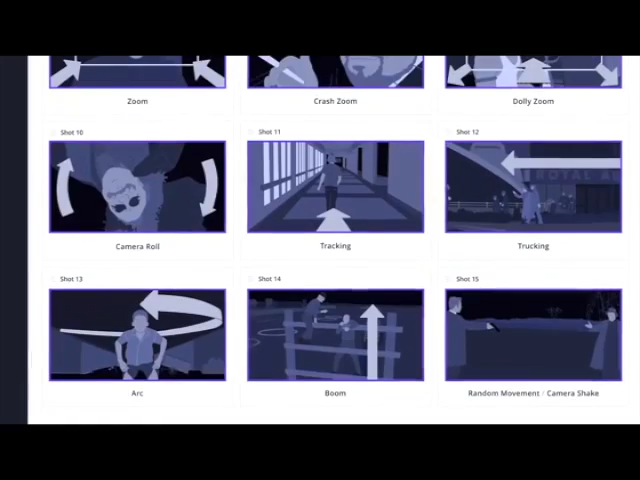 Zoom
Crash Zoom
Dolly Zoom
Shot 10
Shot 11
Shot 12
ROYAL
Camera Roll
Tracking
Trucking
Shot 13
Shot 14
Shot 15
Arc
Boom
Random Movement / Camera Shake